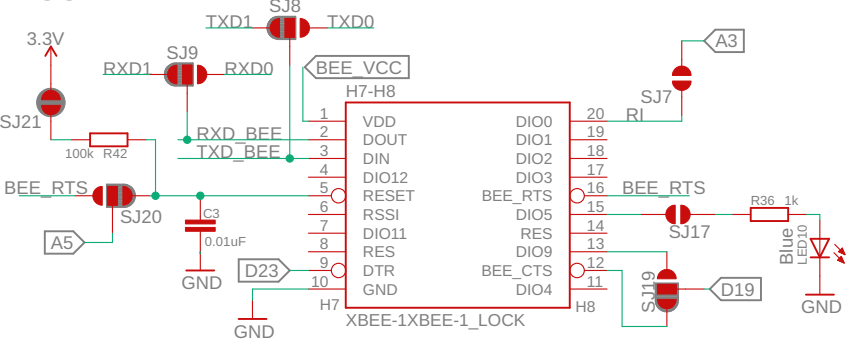 SJ8
TXD1 TXD0
3.3V
SJ9
RXD1 RXD0
BEE_VCC
A3
SJ7
RI
SJ21
100k R42
H7-H8
RXD_BEE
TXD_BEE
1 VDD DIO0 20
2 DOUT DIO1 19
3 DIN DIO2 18
4 DIO12 DIO3 17
5 RESET BEE_RTS 16
6 RSSI DIO5 15
7 DIO11 RES 14
8 RES DIO9 13
9 DTR BEE_CTS 12
10 GND DIO4 11
BEE_RTS
SJ20
A5
C3
0.01uF
GND
D23
GND
H7
H8
XBEE-1XBEE-1_LOCK
BEE_RTS
SJ17
R36 1k
Blue
LED10
GND
SJ19
D19